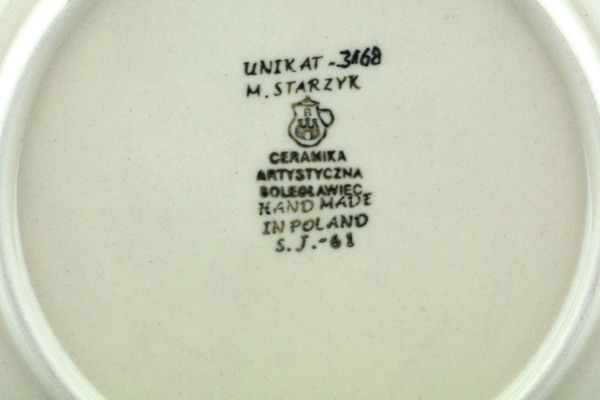 UNIKAT -3168
M. STARZYK
B
CERAMIKA
ARTYSTYCZNA
BOLESŁAWIEC
HAND MADE
IN POLAND
S.J.-61